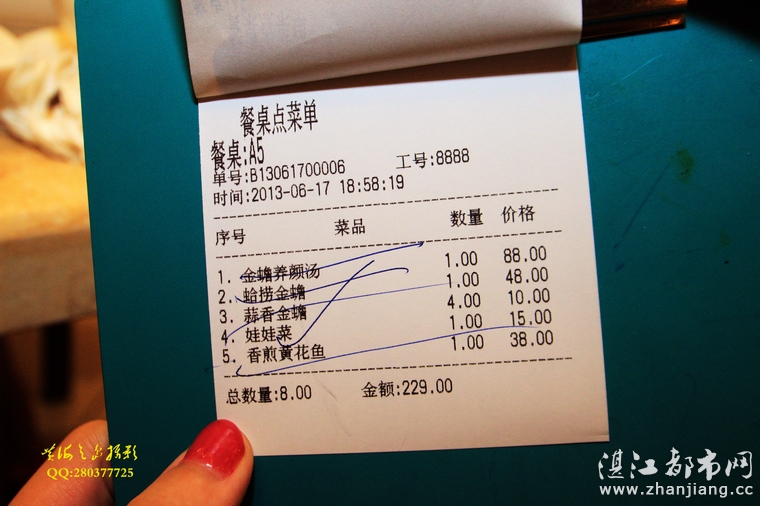 餐桌点菜单
餐桌:A5
单号:B13061700006 工号:8888
时间:2013-06-17 18:58:19
序号 菜品 数量 价格
1. 金蟾养颜汤 1.00 88.00
2. 蛤捞金蟾 1.00 48.00
3. 蒜香金蟾 4.00 10.00
4. 娃娃菜 1.00 15.00
5. 香煎黄花鱼 1.00 38.00
总数量:8.00 金额:229.00
QQ:280377725
湛江都市网
www.zhanjiang.cc